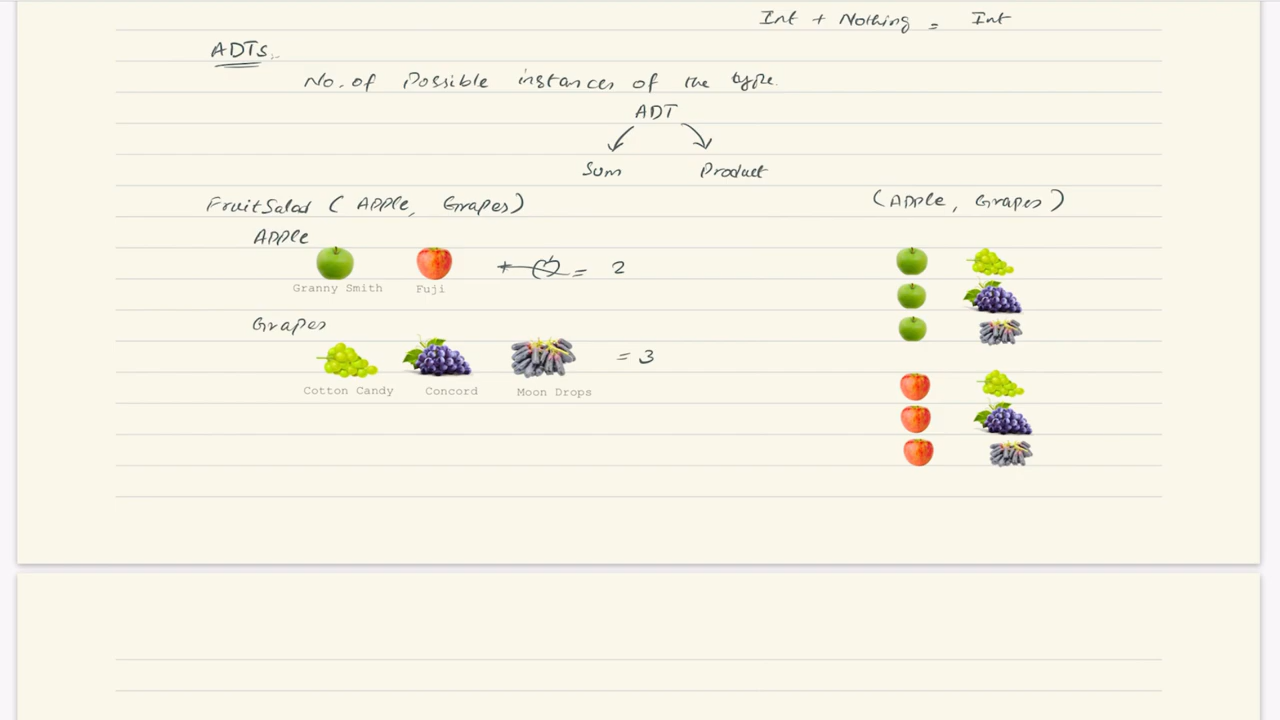 Int + Nothing = Int
ADTs
No. of Possible instances of the type.
ADT
Sum Product
FruitSalad ( Apple, Grapes )
(Apple, Grapes)
Apple
= 2
Granny Smith Fuji
Grapes
= 3
Cotton Candy Concord Moon Drops